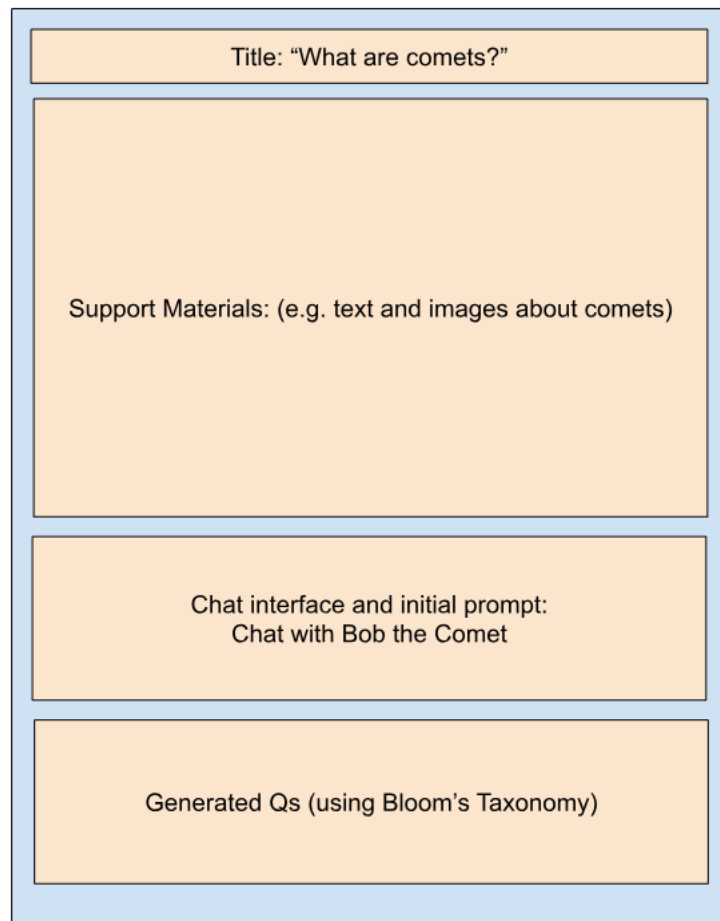 Title: “What are comets?”
Support Materials: (e.g. text and images about comets)
Chat interface and initial prompt:
Chat with Bob the Comet
Generated Qs (using Bloom’s Taxonomy)